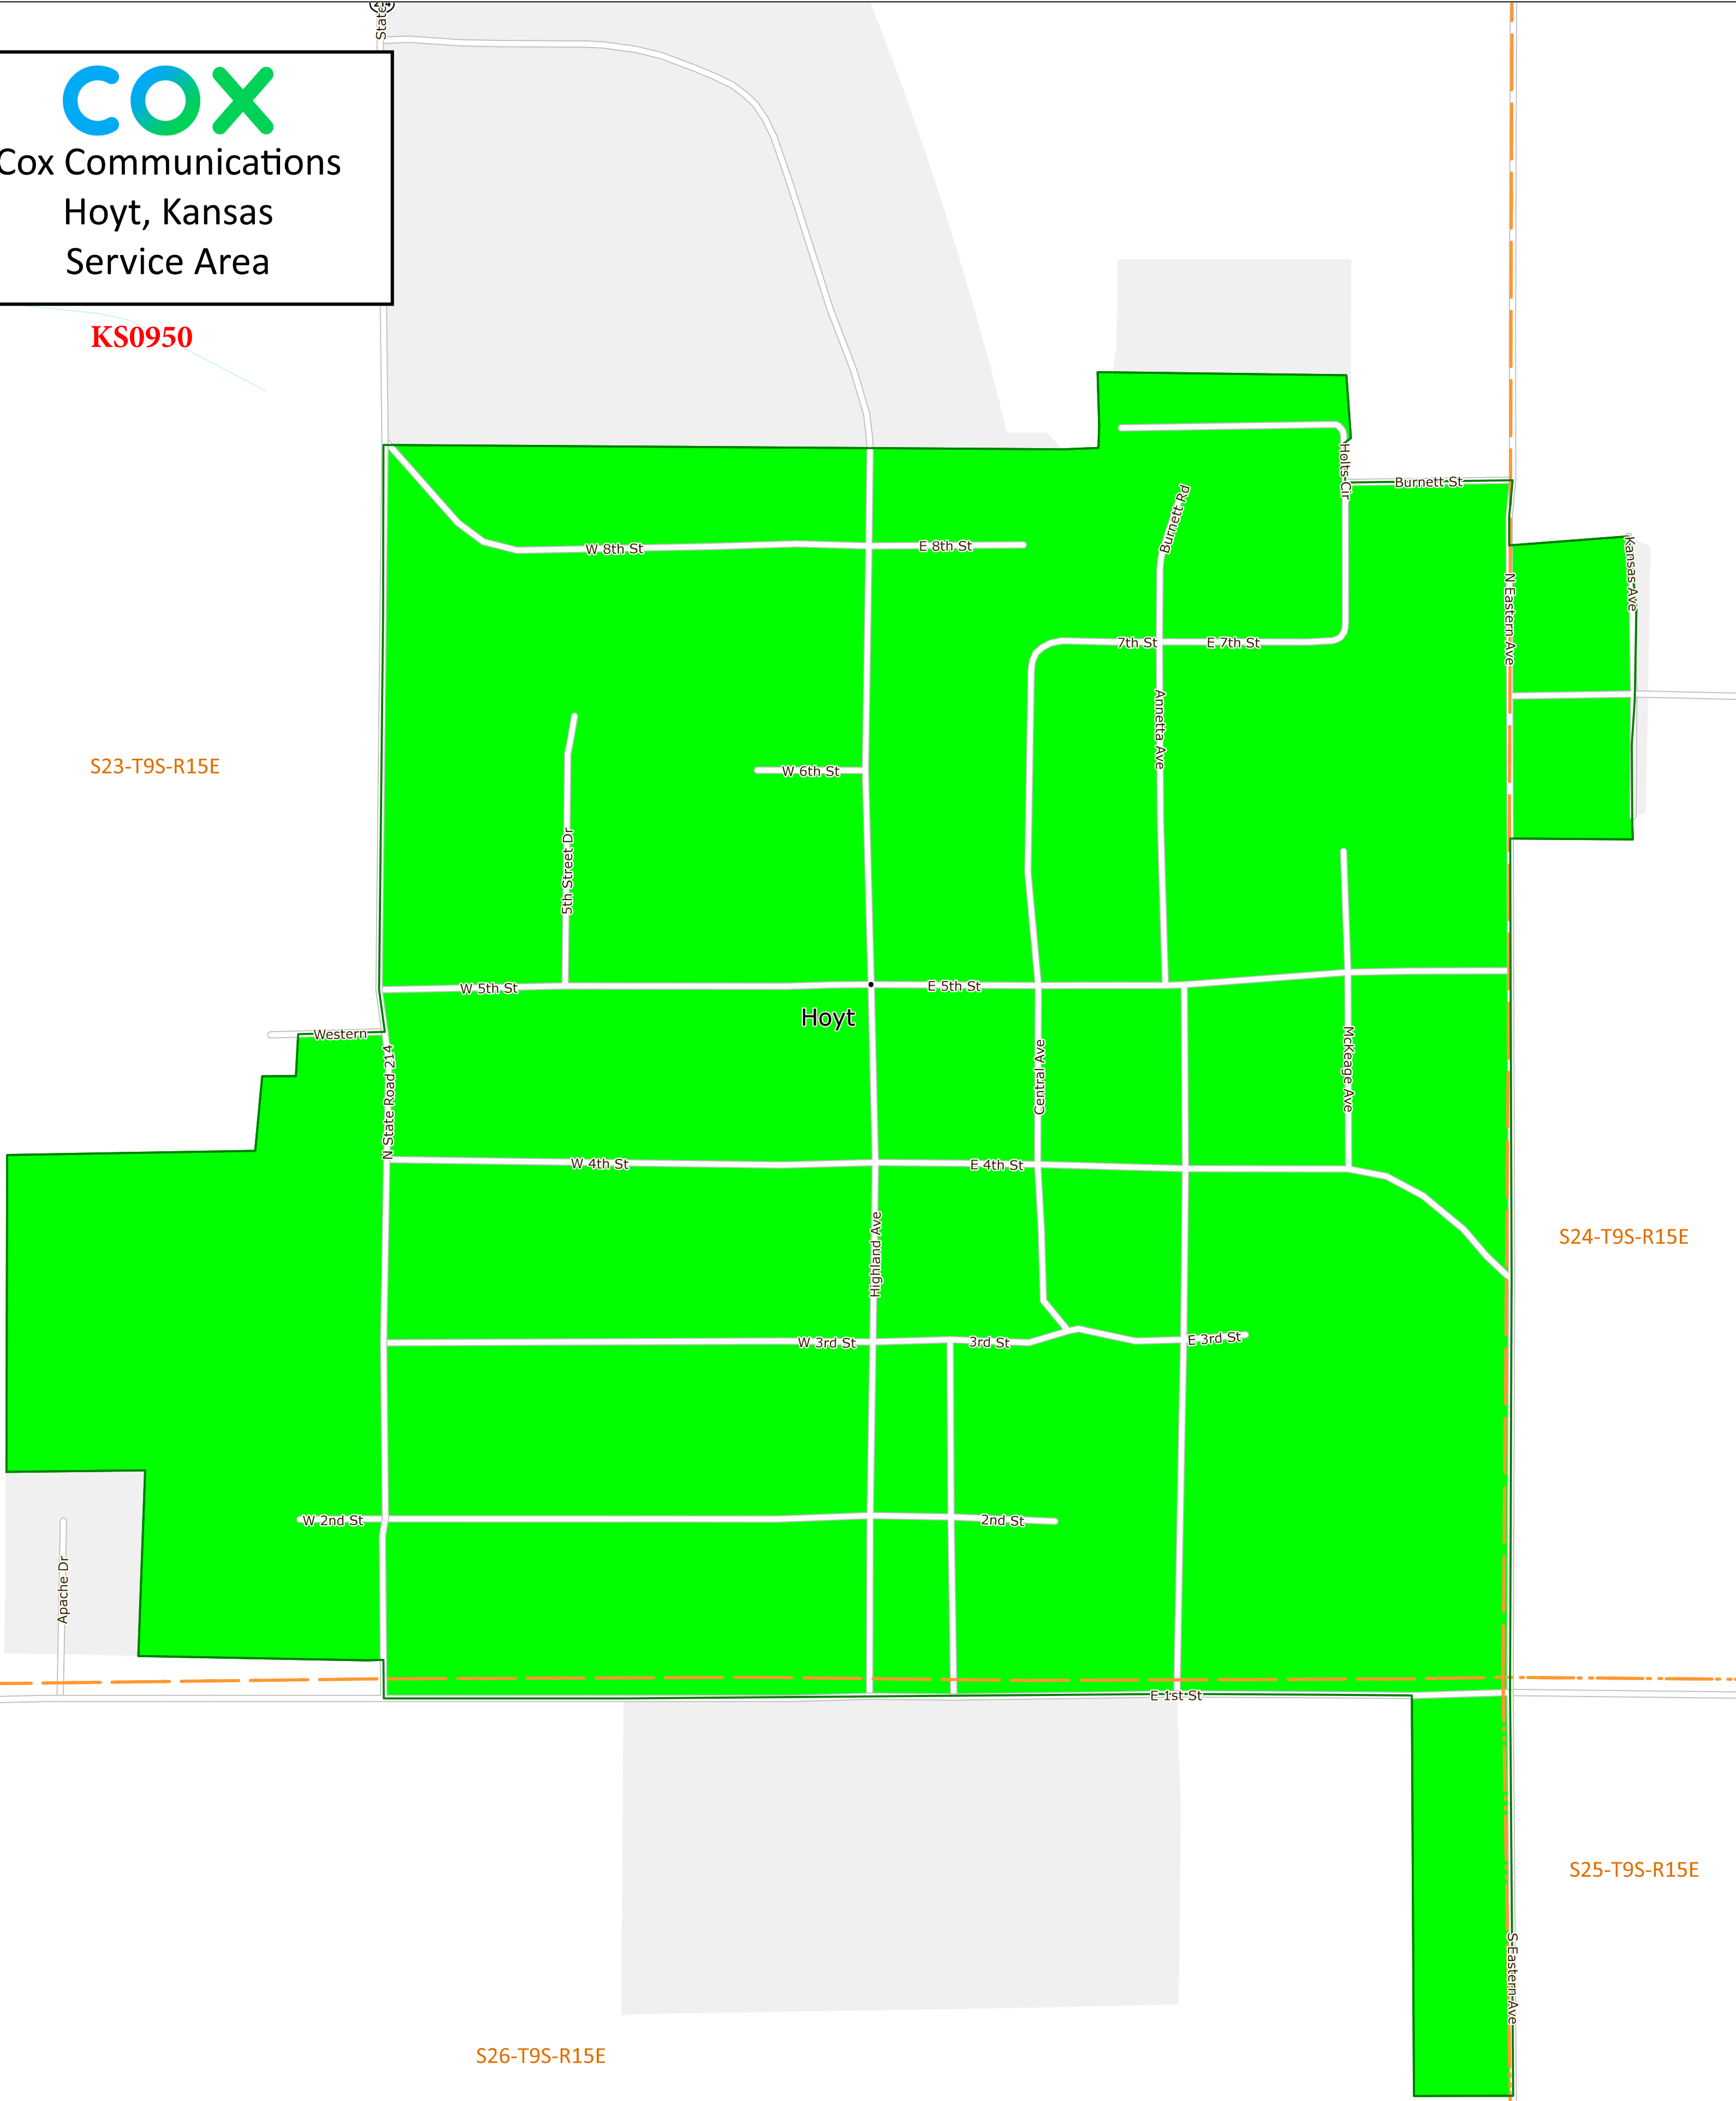 State
COX
Cox Communications
Hoyt, Kansas
Service Area
KS0950
Holts Cir
Burnett St
Burnett Rd
W 8th St
E 8th St
Kansas Ave
N Eastern Ave
7th St
E 7th St
Annetta Ave
S23-T9S-R15E
W 6th St
5th Street Dr
W 5th St
E 5th St
Hoyt
Western
N State Road 214
Central Ave
McKeage Ave
W 4th St
E 4th St
S24-T9S-R15E
Highland Ave
W 3rd St
3rd St
E 3rd St
W 2nd St
2nd St
Apache Dr
E 1st St
S25-T9S-R15E
S Eastern Ave
S26-T9S-R15E